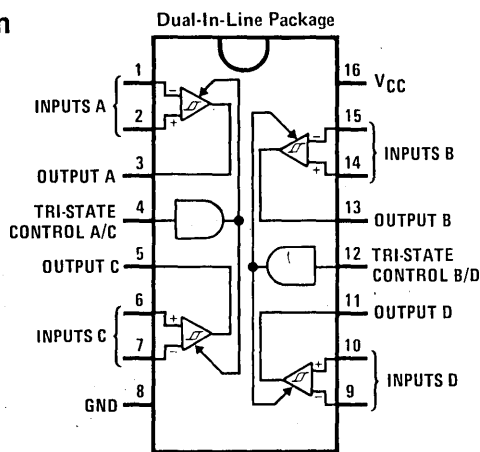 n
Dual-In-Line Package
1
INPUTS A
2
3
OUTPUT A
4
TRI-STATE
CONTROL A/C
5
OUTPUT C
6
INPUTS C
7
8
GND
16
VCC
15
INPUTS B
14
13
OUTPUT B
12
TRI-STATE
CONTROL B/D
11
OUTPUT D
10
INPUTS D
9
−
+
+
−
−
+
+
−